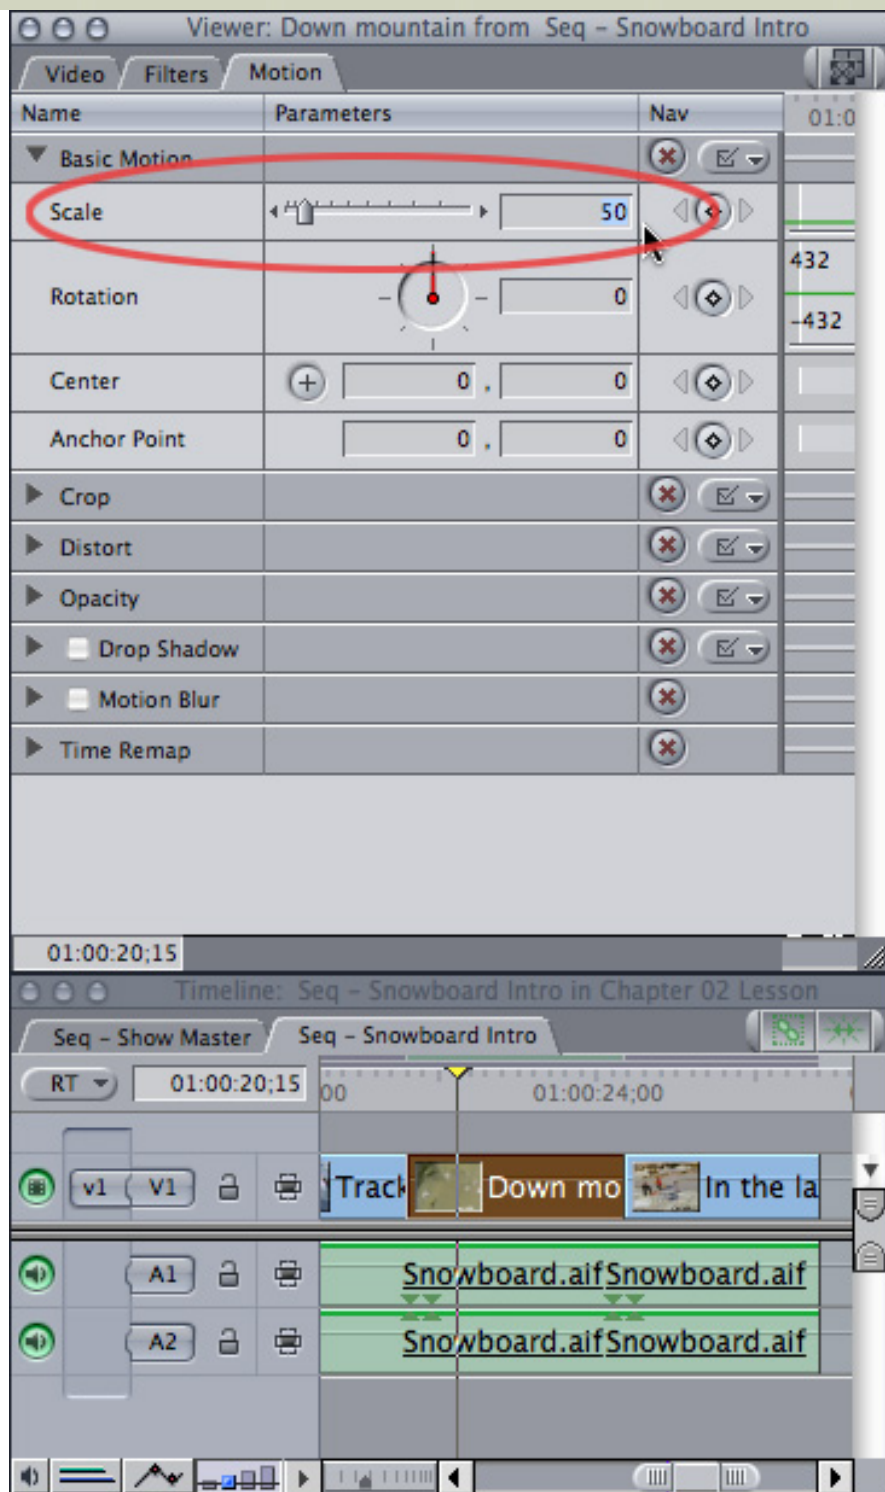 Viewer: Down mountain from Seq – Snowboard Intro
Video Filters Motion
Name Parameters Nav 01:0
Basic Motion
Scale 50
432
Rotation 0
-432
Center 0 , 0
Anchor Point 0 , 0
Crop
Distort
Opacity
Drop Shadow
Motion Blur
Time Remap
01:00:20;15
Timeline: Seq – Snowboard Intro in Chapter 02 Lesson
Seq – Show Master Seq – Snowboard Intro
RT 01:00:20;15 00 01:00:24;00
v1 V1 Track Down mo In the la
A1 Snowboard.aif Snowboard.aif
A2 Snowboard.aif Snowboard.aif